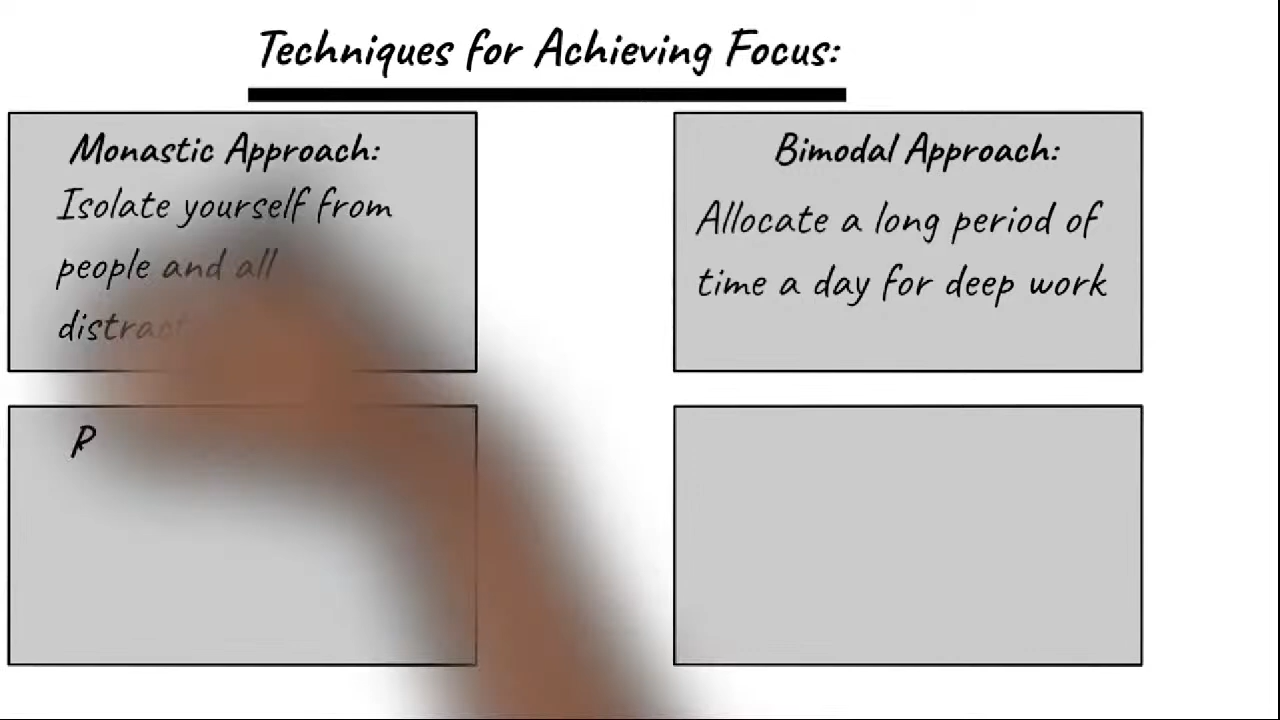 Techniques for Achieving Focus:
Monastic Approach:
Isolate yourself from
people and all
Bimodal Approach:
Allocate a long period of
time a day for deep work
R